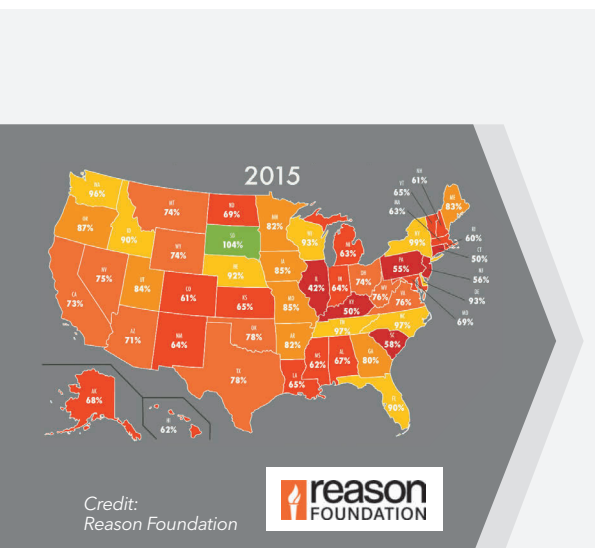 2015
WA
96%
OR
87%
CA
73%
NV
75%
ID
90%
MT
74%
WY
74%
UT
84%
AZ
71%
CO
61%
NM
64%
ND
69%
SD
104%
NE
92%
KS
65%
OK
78%
TX
78%
MN
82%
IA
85%
MO
85%
AR
82%
LA
65%
WI
93%
IL
42%
MI
63%
IN
64%
OH
74%
KY
50%
TN
97%
MS
62%
AL
67%
GA
80%
FL
90%
SC
58%
NC
97%
VA
76%
WV
76%
PA
55%
NY
99%
VT
65%
NH
61%
MA
63%
ME
83%
RI
60%
CT
50%
NJ
56%
DE
93%
MD
69%
AK
68%
HI
62%
Credit:
Reason Foundation
reason
FOUNDATION